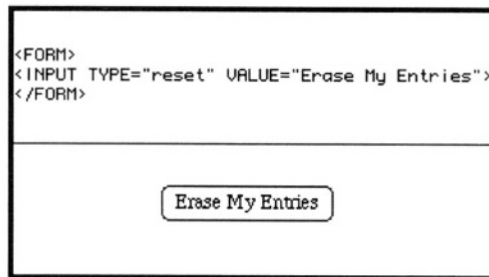 <FORM>
<INPUT TYPE="reset" VALUE="Erase My Entries">
</FORM>
Erase My Entries